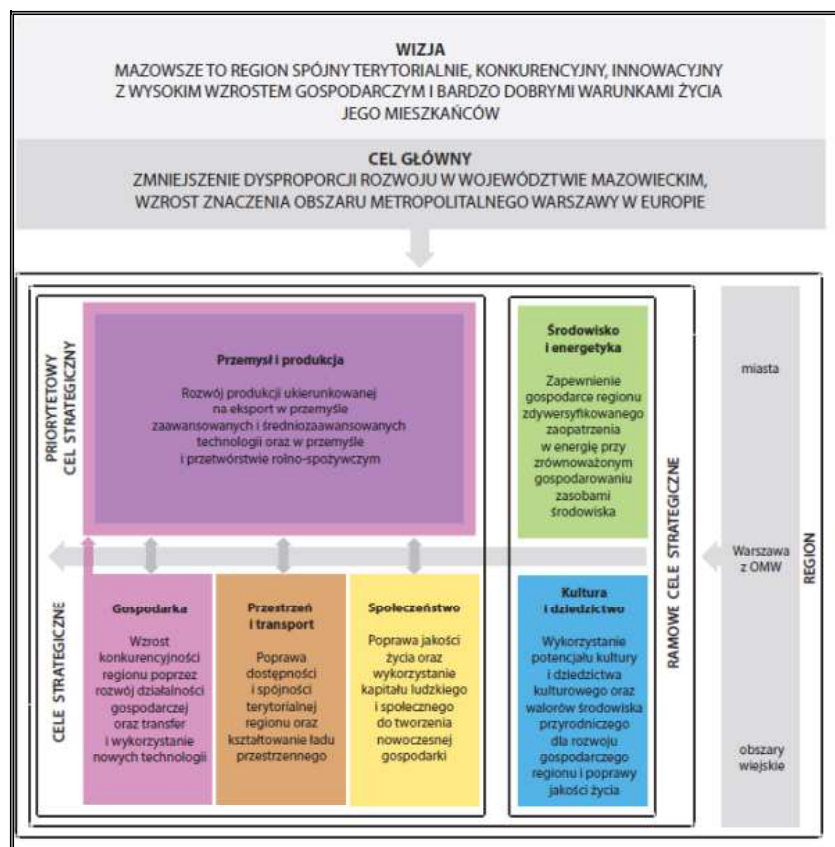 WIZJA
MAZOWSZE TO REGION SPÓJNY TERYTORIALNIE, KONKURENCYJNY, INNOWACYJNY
Z WYSOKIM WZROSTEM GOSPODARCZYM I BARDZO DOBRYMI WARUNKAMI ŻYCIA
JEGO MIESZKAŃCÓW
CEL GŁÓWNY
ZMNIEJSZENIE DYSPROPORCJI ROZWOJU W WOJEWÓDZTWIE MAZOWIECKIM,
WZROST ZNACZENIA OBSZARU METROPOLITALNEGO WARSZAWY W EUROPIE
PRIORYTETOWY
CEL STRATEGICZNY
Przemysł i produkcja
Rozwój produkcji ukierunkowanej
na eksport w przemyśle
zaawansowanych i średniozaawansowanych
technologii oraz w przemyśle
i przetwórstwie rolno-spożywczym
Środowisko
i energetyka
Zapewnienie
gospodarce regionu
zdywersyfikowanego
zaopatrzenia
w energię przy
zrównoważonym
gospodarowaniu
zasobami
środowiska
CELE STRATEGICZNE
Gospodarka
Wzrost
konkurencyjności
regionu poprzez
rozwój działalności
gospodarczej
oraz transfer
i wykorzystanie
nowych technologii
Przestrzeń
i transport
Poprawa
dostępności
i spójności
terytorialnej
regionu oraz
kształtowanie ładu
przestrzennego
Społeczeństwo
Poprawa jakości
życia oraz
wykorzystanie
kapitału ludzkiego
i społecznego
do tworzenia
nowoczesnej
gospodarki
Kultura
i dziedzictwo
Wykorzystanie
potencjału kultury
i dziedzictwa
kulturowego oraz
walorów środowiska
przyrodniczego
dla rozwoju
gospodarczego
regionu i poprawy
jakości życia
RAMOWE CELE STRATEGICZNE
miasta
Warszawa
z OMW
obszary
wiejskie
REGION